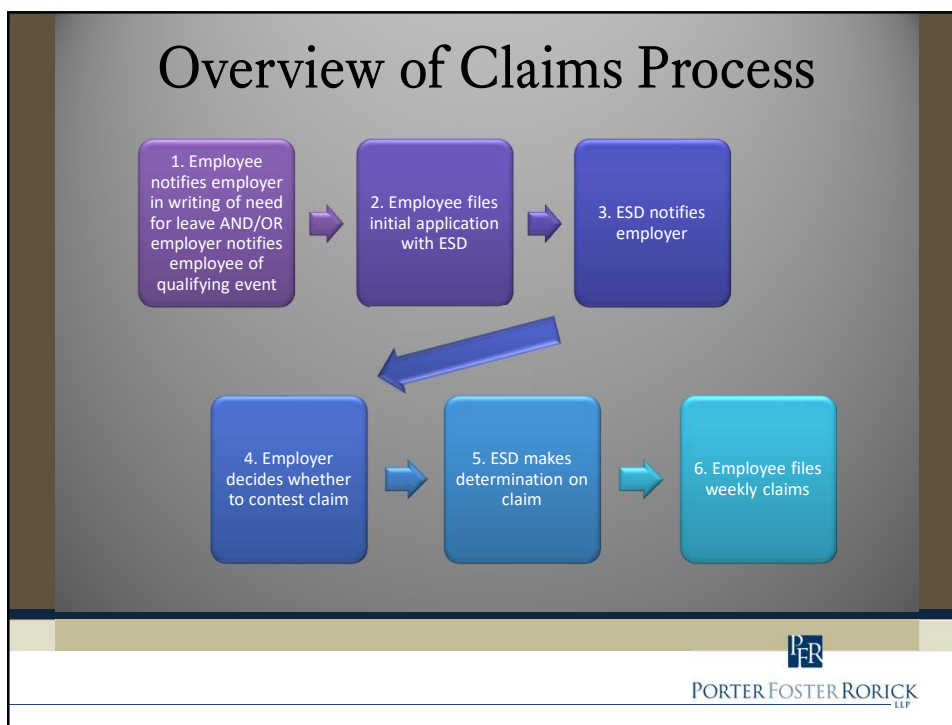 Overview of Claims Process
1. Employee
notifies employer
in writing of need
for leave AND/OR
employer notifies
employee of
qualifying event
2. Employee files
initial application
with ESD
3. ESD notifies
employer
4. Employer
decides whether
to contest claim
5. ESD makes
determination on
claim
6. Employee files
weekly claims
PFR
PORTER FOSTER RORICK
LLP